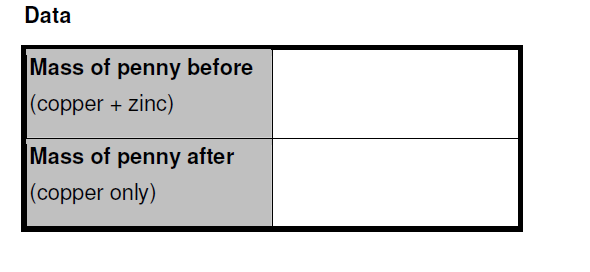 Data
Mass of penny before
(copper + zinc)
Mass of penny after
(copper only)